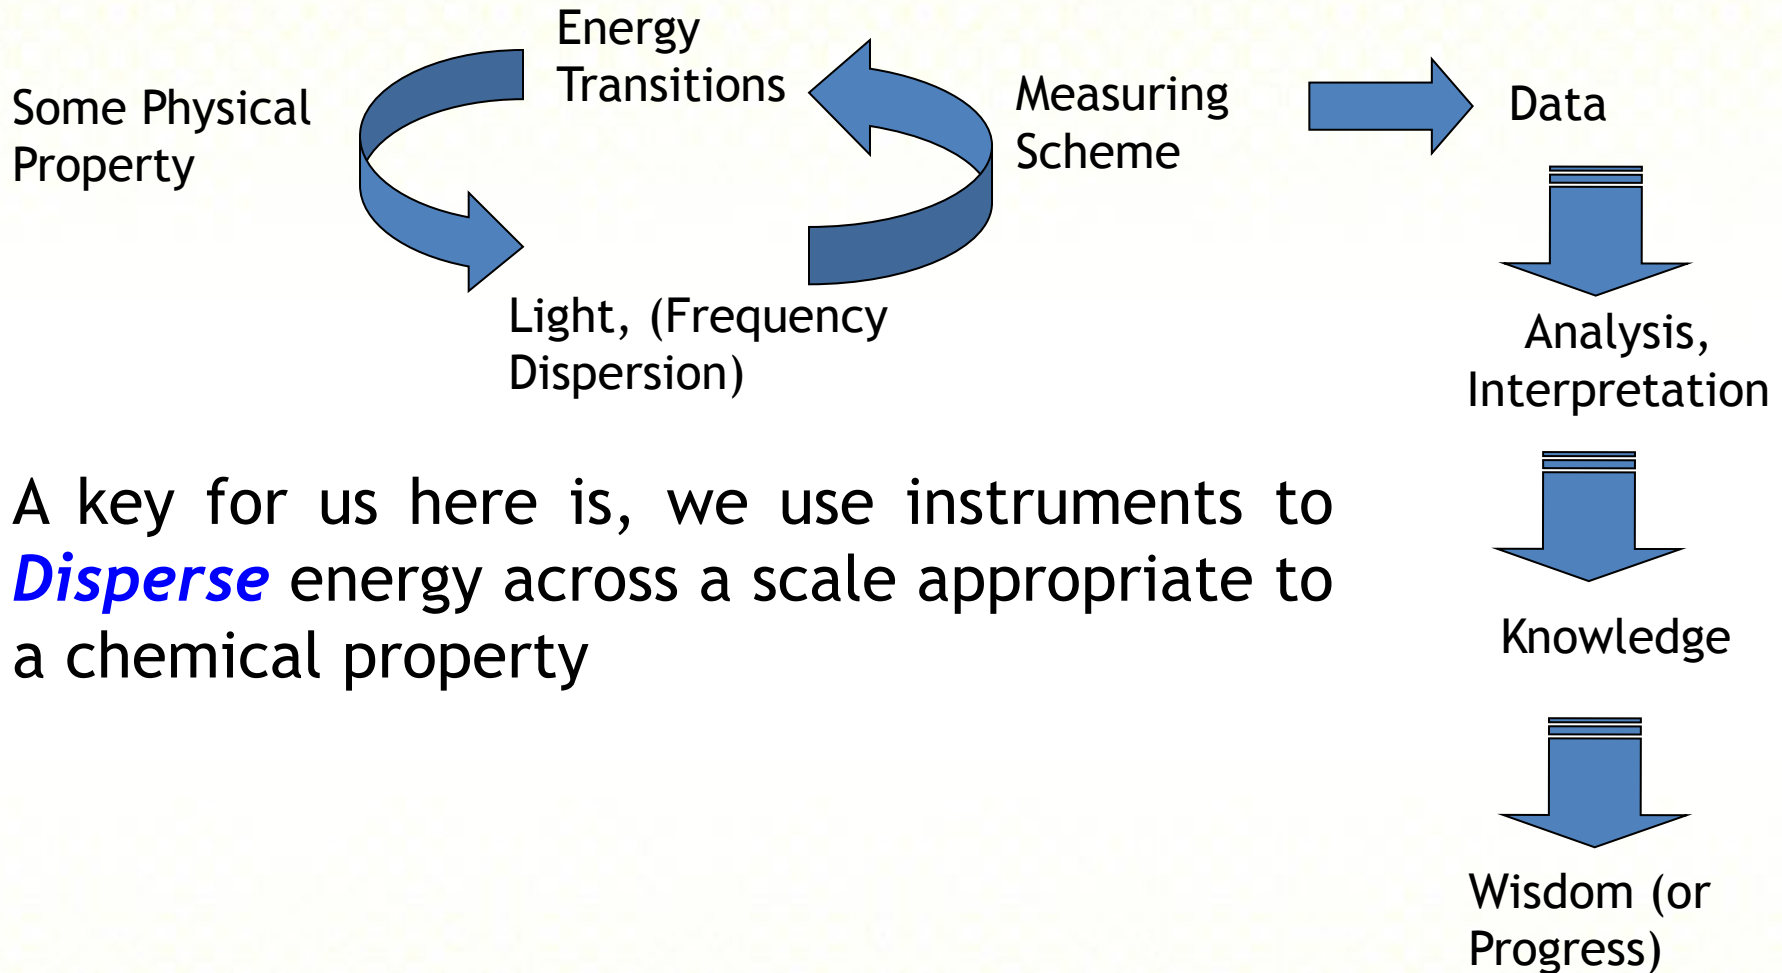 Energy
Transitions
Some Physical
Property
Measuring
Scheme
Data
Light, (Frequency
Dispersion)
Analysis,
Interpretation
A key for us here is, we use instruments to
Disperse energy across a scale appropriate to
a chemical property
Knowledge
Wisdom (or
Progress)